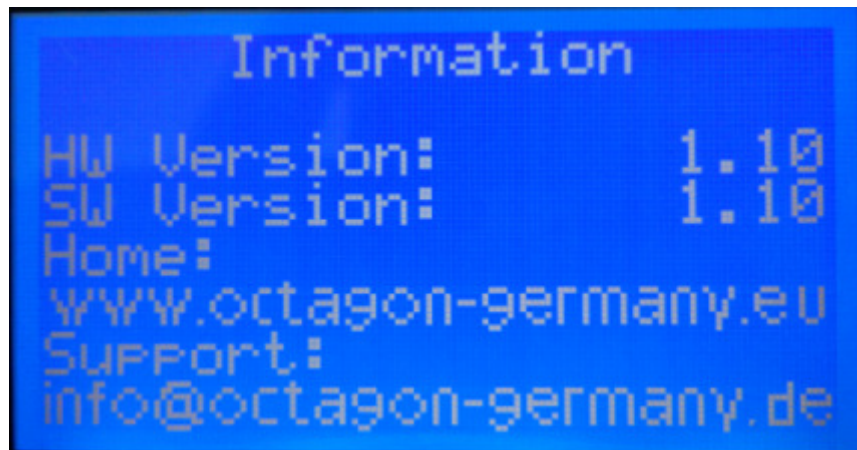 Information
HW Version: 1.10
SW Version: 1.10
Home:
www.octagon-germany.eu
Support:
info@octagon-germany.de